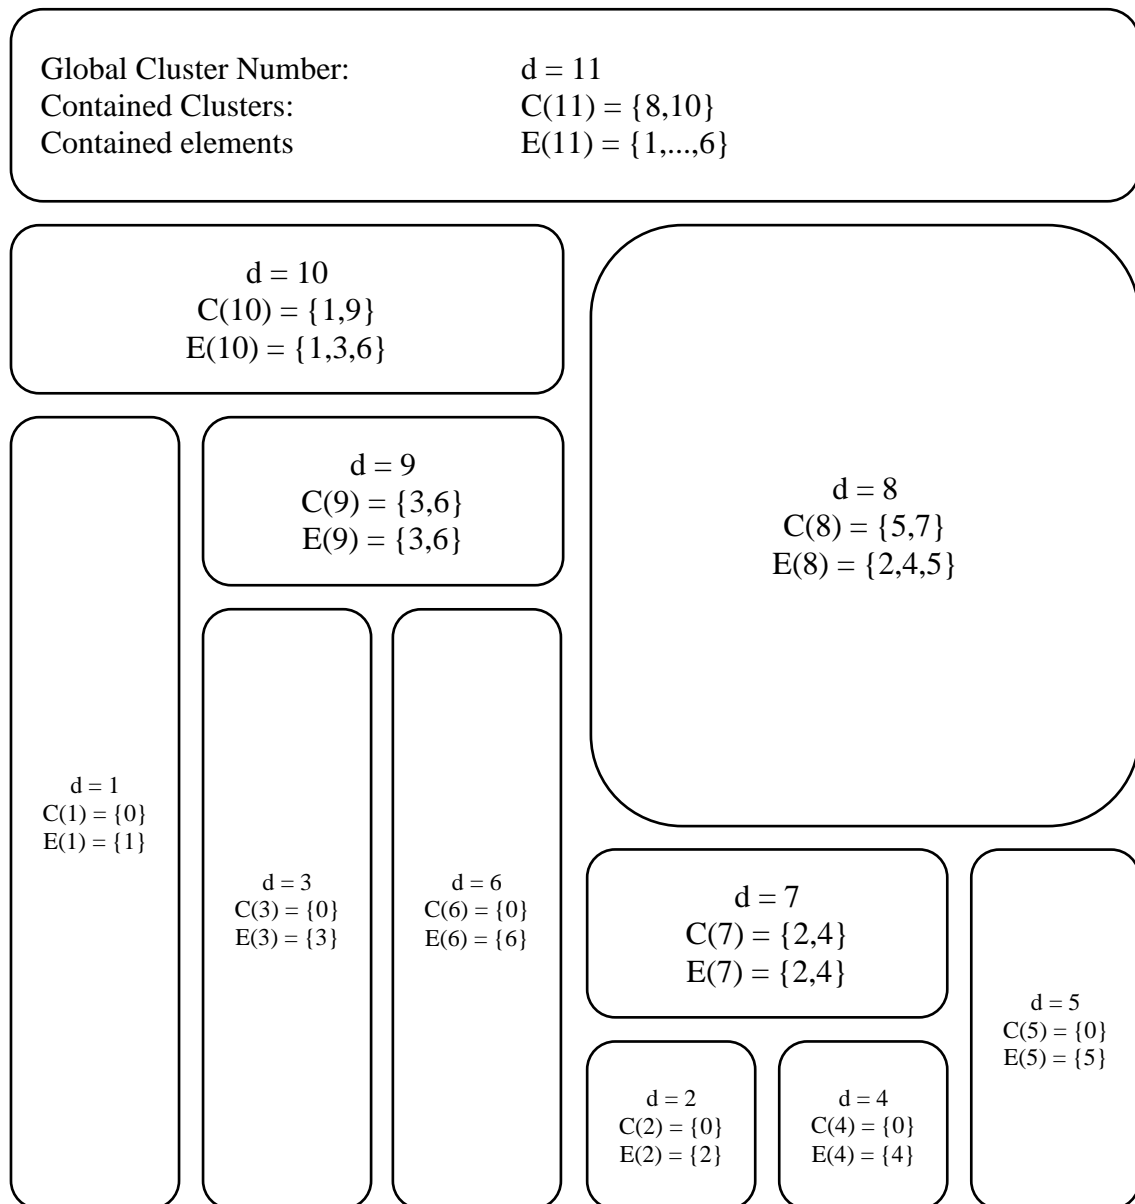 Global Cluster Number: d = 11
Contained Clusters: C(11) = {8,10}
Contained elements E(11) = {1,...,6}
d = 10
C(10) = {1,9}
E(10) = {1,3,6}
d = 9
C(9) = {3,6}
E(9) = {3,6}
d = 8
C(8) = {5,7}
E(8) = {2,4,5}
d = 1
C(1) = {0}
E(1) = {1}
d = 3
C(3) = {0}
E(3) = {3}
d = 6
C(6) = {0}
E(6) = {6}
d = 7
C(7) = {2,4}
E(7) = {2,4}
d = 5
C(5) = {0}
E(5) = {5}
d = 2
C(2) = {0}
E(2) = {2}
d = 4
C(4) = {0}
E(4) = {4}